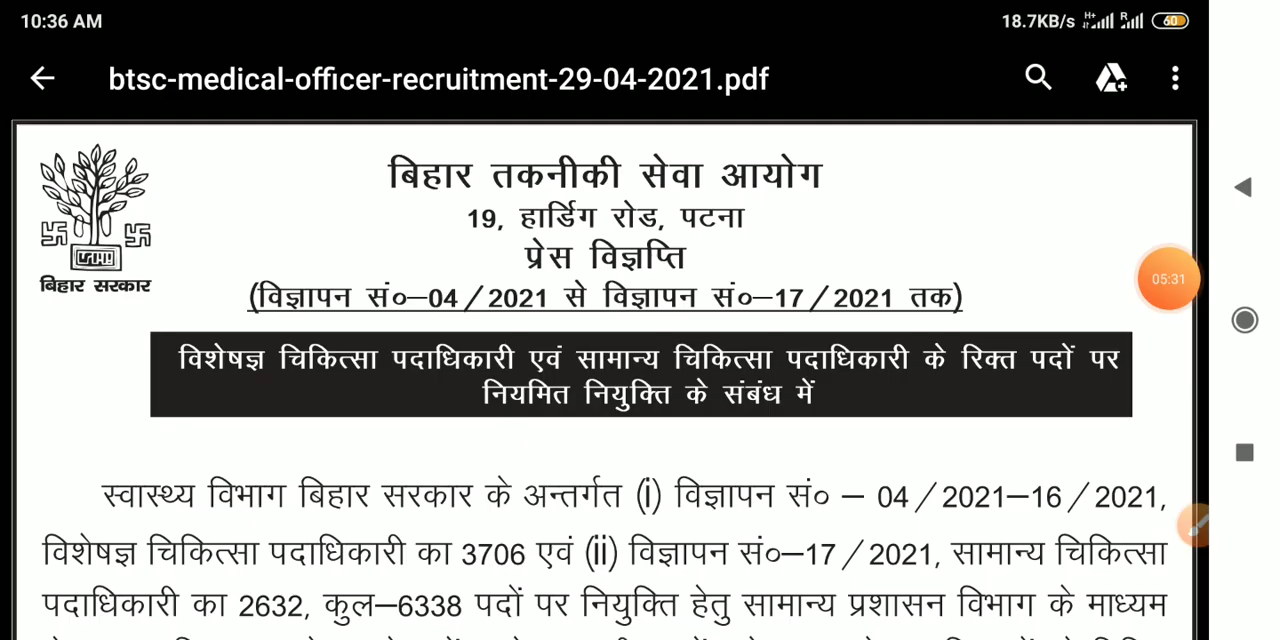 10:36 AM
18.7KB/s H+ R 60
btsc-medical-officer-recruitment-29-04-2021.pdf
बिहार तकनीकी सेवा आयोग
19, हार्डिग रोड, पटना
प्रेस विज्ञप्ति
(विज्ञापन सं०–04/2021 से विज्ञापन सं०–17/2021 तक)
बिहार सरकार
05:31
विशेषज्ञ चिकित्सा पदाधिकारी एवं सामान्य चिकित्सा पदाधिकारी के रिक्त पदों पर
नियमित नियुक्ति के संबंध में
स्वास्थ्य विभाग बिहार सरकार के अन्तर्गत (i) विज्ञापन सं० – 04/2021–16/2021,
विशेषज्ञ चिकित्सा पदाधिकारी का 3706 एवं (ii) विज्ञापन सं०–17/2021, सामान्य चिकित्सा
पदाधिकारी का 2632, कुल–6338 पदों पर नियुक्ति हेतु सामान्य प्रशासन विभाग के माध्यम